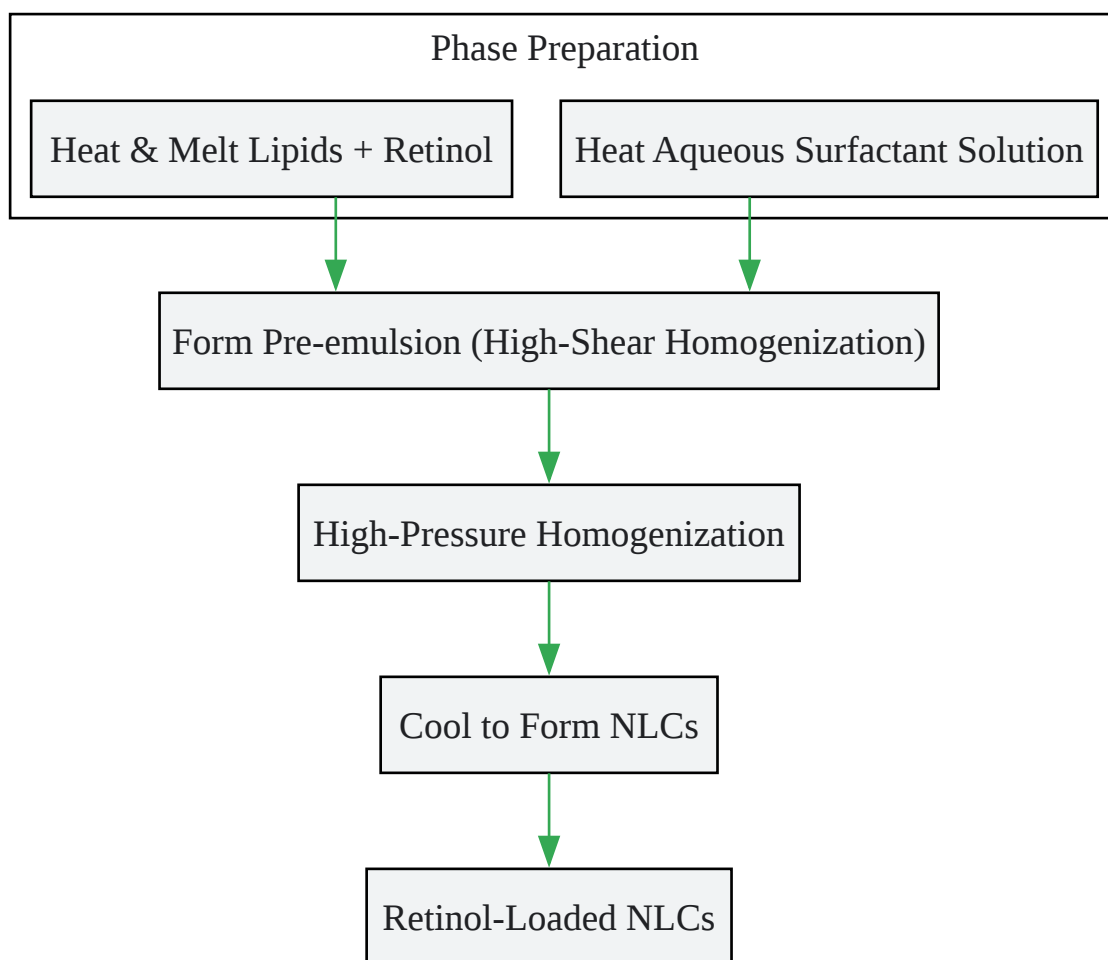 Phase Preparation
Heat & Melt Lipids + Retinol
Heat Aqueous Surfactant Solution
Form Pre-emulsion (High-Shear Homogenization)
High-Pressure Homogenization
Cool to Form NLCs
Retinol-Loaded NLCs